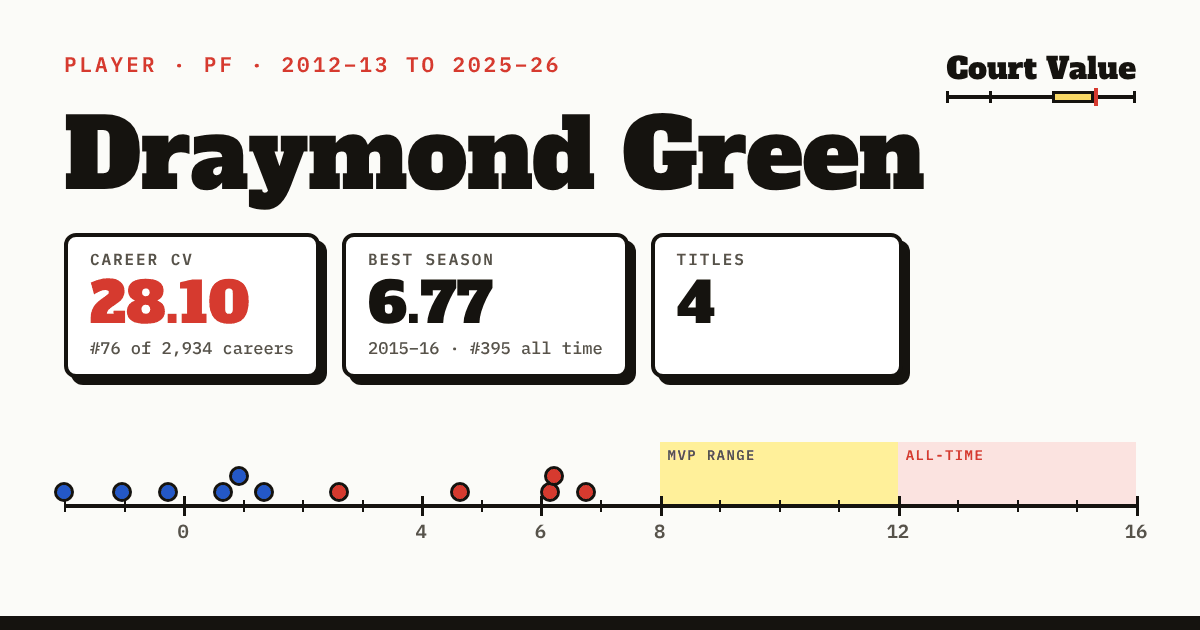 PLAYER · PF · 2012–13 TO 2025–26
Court Value
Draymond Green
CAREER CV
28.10
#76 of 2,934 careers
BEST SEASON
6.77
2015–16 · #395 all time
TITLES
4
MVP RANGE
ALL-TIME
0 4 6 8 12 16